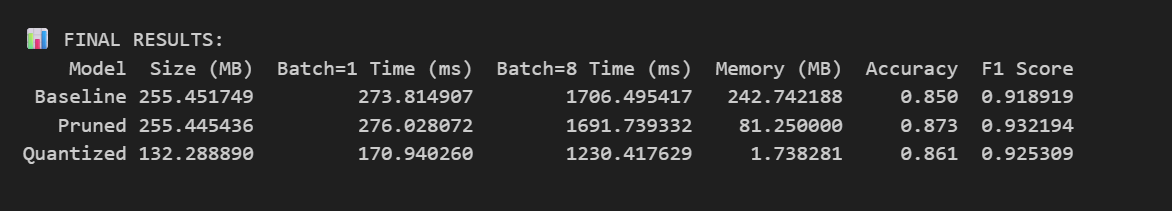 📊 FINAL RESULTS:
Model Size (MB) Batch=1 Time (ms) Batch=8 Time (ms) Memory (MB) Accuracy F1 Score
Baseline 255.451749 273.814907 1706.495417 242.742188 0.850 0.918919
Pruned 255.445436 276.028072 1691.739332 81.250000 0.873 0.932194
Quantized 132.288890 170.940260 1230.417629 1.738281 0.861 0.925309